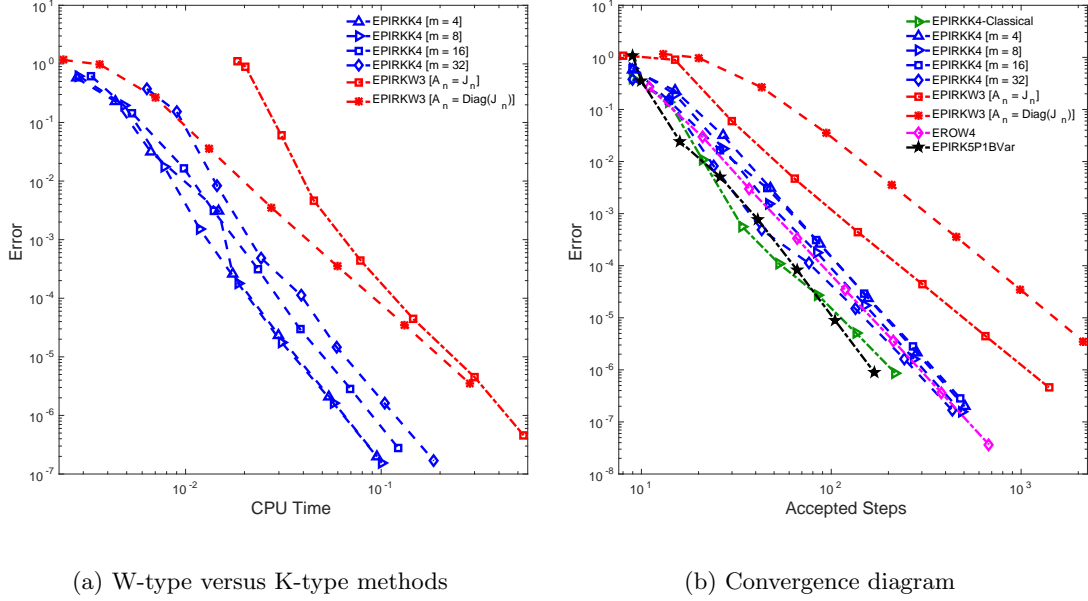 EPIRKK4 [m = 4]
EPIRKK4 [m = 8]
EPIRKK4 [m = 16]
EPIRKK4 [m = 32]
EPIRKW3 [A_n = J_n]
EPIRKW3 [A_n = Diag(J_n)]
10^1
10^0
10^-1
10^-2
10^-3
10^-4
10^-5
10^-6
10^-7
Error
10^-2
10^-1
CPU Time
(a) W-type versus K-type methods
EPIRKK4-Classical
EPIRKK4 [m = 4]
EPIRKK4 [m = 8]
EPIRKK4 [m = 16]
EPIRKK4 [m = 32]
EPIRKW3 [A_n = J_n]
EPIRKW3 [A_n = Diag(J_n)]
EROW4
EPIRK5P1BVar
10^1
10^0
10^-1
10^-2
10^-3
10^-4
10^-5
10^-6
10^-7
10^-8
Error
10^1
10^2
10^3
Accepted Steps
(b) Convergence diagram